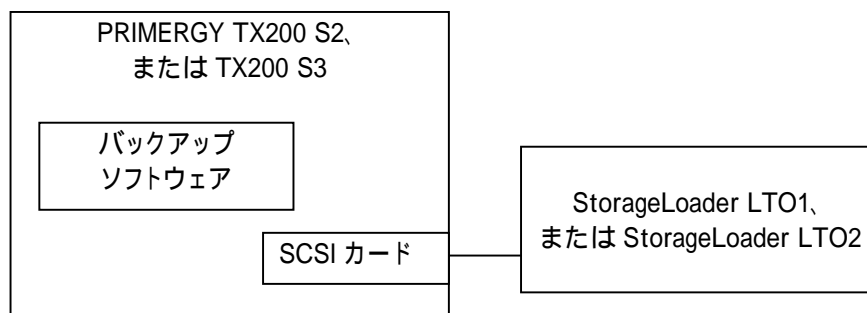 PRIMERGY TX200 S2、
または TX200 S3
バックアップ
ソフトウェア
SCSI カード
StorageLoader LTO1、
または StorageLoader LTO2